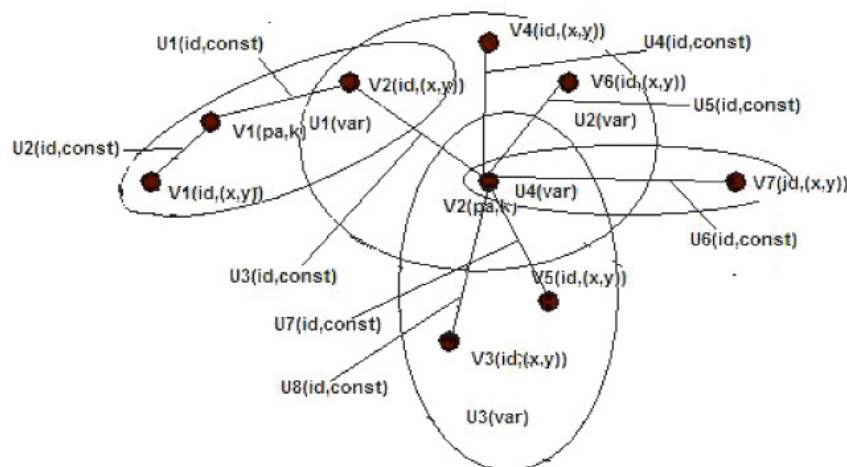 V4(id,(x,y))
U1(id,const)
U4(id,const)
V2(id,(x,y))
V6(id,(x,y))
U5(id,const)
U1(var)
U2(var)
V1(pa,k)
U2(id,const)
V1(id,(x,y))
U4(var)
V7(id,(x,y))
V2(pa,k)
U6(id,const)
U3(id,const)
V5(id,(x,y))
U7(id,const)
V3(id,(x,y))
U8(id,const)
U3(var)